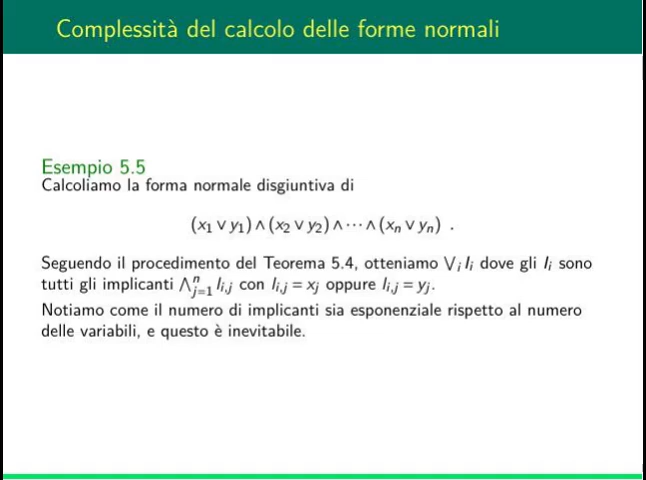 Complessità del calcolo delle forme normali
Esempio 5.5
Calcoliamo la forma normale disgiuntiva di
(x₁ ∨ y₁) ∧ (x₂ ∨ y₂) ∧ ⋯ ∧ (xₙ ∨ yₙ) .
Seguendo il procedimento del Teorema 5.4, otteniamo ⋁ᵢ Iᵢ dove gli Iᵢ sono
tutti gli implicanti ⋀ⁿⱼ₌₁ lᵢ,ⱼ con lᵢ,ⱼ = xⱼ oppure lᵢ,ⱼ = yⱼ.
Notiamo come il numero di implicanti sia esponenziale rispetto al numero
delle variabili, e questo è inevitabile.